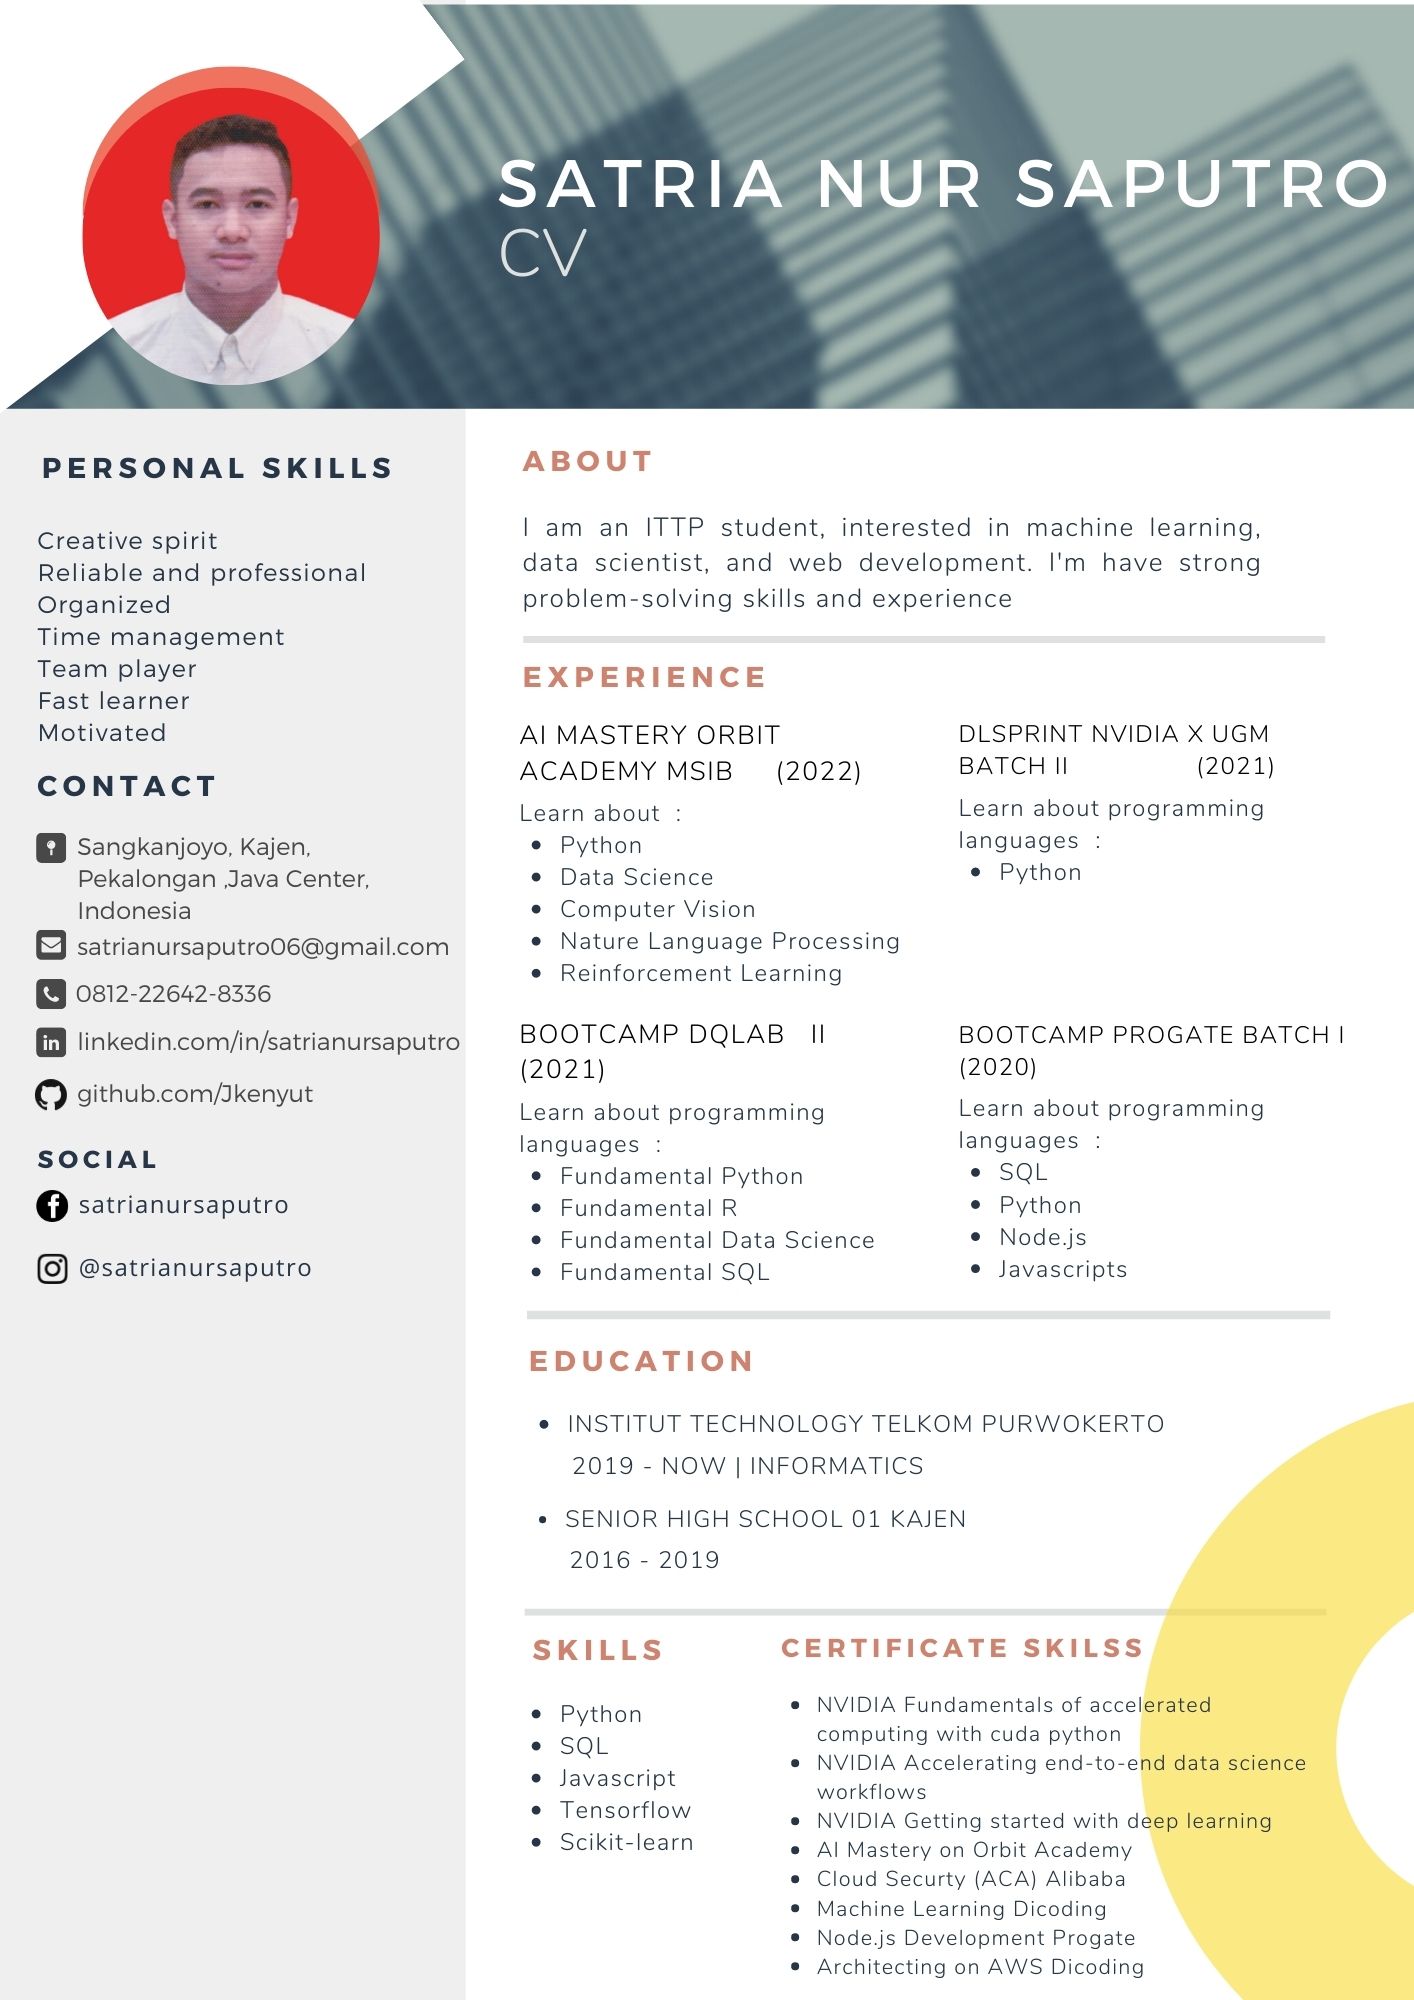 SATRIA NUR SAPUTRO
CV
PERSONAL SKILLS
Creative spirit
Reliable and professional
Organized
Time management
Team player
Fast learner
Motivated
CONTACT
Sangkanjoyo, Kajen,
Pekalongan ,Java Center,
Indonesia
satrianursaputro06@gmail.com
0812-22642-8336
linkedin.com/in/satrianursaputro
github.com/Jkenyut
SOCIAL
satrianursaputro
@satrianursaputro
ABOUT
I am an ITTP student, interested in machine learning,
data scientist, and web development. I'm have strong
problem-solving skills and experience
EXPERIENCE
AI MASTERY ORBIT
ACADEMY MSIB (2022)
Learn about :
• Python
• Data Science
• Computer Vision
• Nature Language Processing
• Reinforcement Learning
DLSPRINT NVIDIA X UGM
BATCH II (2021)
Learn about programming
languages :
• Python
BOOTCAMP DQLAB II
(2021)
Learn about programming
languages :
• Fundamental Python
• Fundamental R
• Fundamental Data Science
• Fundamental SQL
BOOTCAMP PROGATE BATCH I
(2020)
Learn about programming
languages :
• SQL
• Python
• Node.js
• Javascripts
EDUCATION
• INSTITUT TECHNOLOGY TELKOM PURWOKERTO
2019 - NOW | INFORMATICS
• SENIOR HIGH SCHOOL 01 KAJEN
2016 - 2019
SKILLS
• Python
• SQL
• Javascript
• Tensorflow
• Scikit-learn
CERTIFICATE SKILSS
• NVIDIA Fundamentals of accelerated
computing with cuda python
• NVIDIA Accelerating end-to-end data science
workflows
• NVIDIA Getting started with deep learning
• AI Mastery on Orbit Academy
• Cloud Securty (ACA) Alibaba
• Machine Learning Dicoding
• Node.js Development Progate
• Architecting on AWS Dicoding